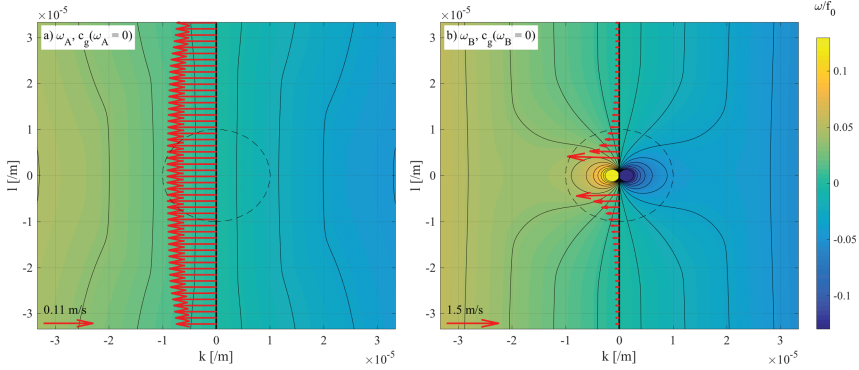 ×10⁻⁵
a) ω_A, c_g(ω_A = 0)
3
2
1
0
-1
-2
-3
l [/m]
0.11 m/s
-3 -2 -1 0 1 2 3
k [/m]
×10⁻⁵
×10⁻⁵
b) ω_B, c_g(ω_B = 0)
3
2
1
0
-1
-2
-3
l [/m]
1.5 m/s
-3 -2 -1 0 1 2 3
k [/m]
×10⁻⁵
ω/f₀
0.1
0.05
0
-0.05
-0.1